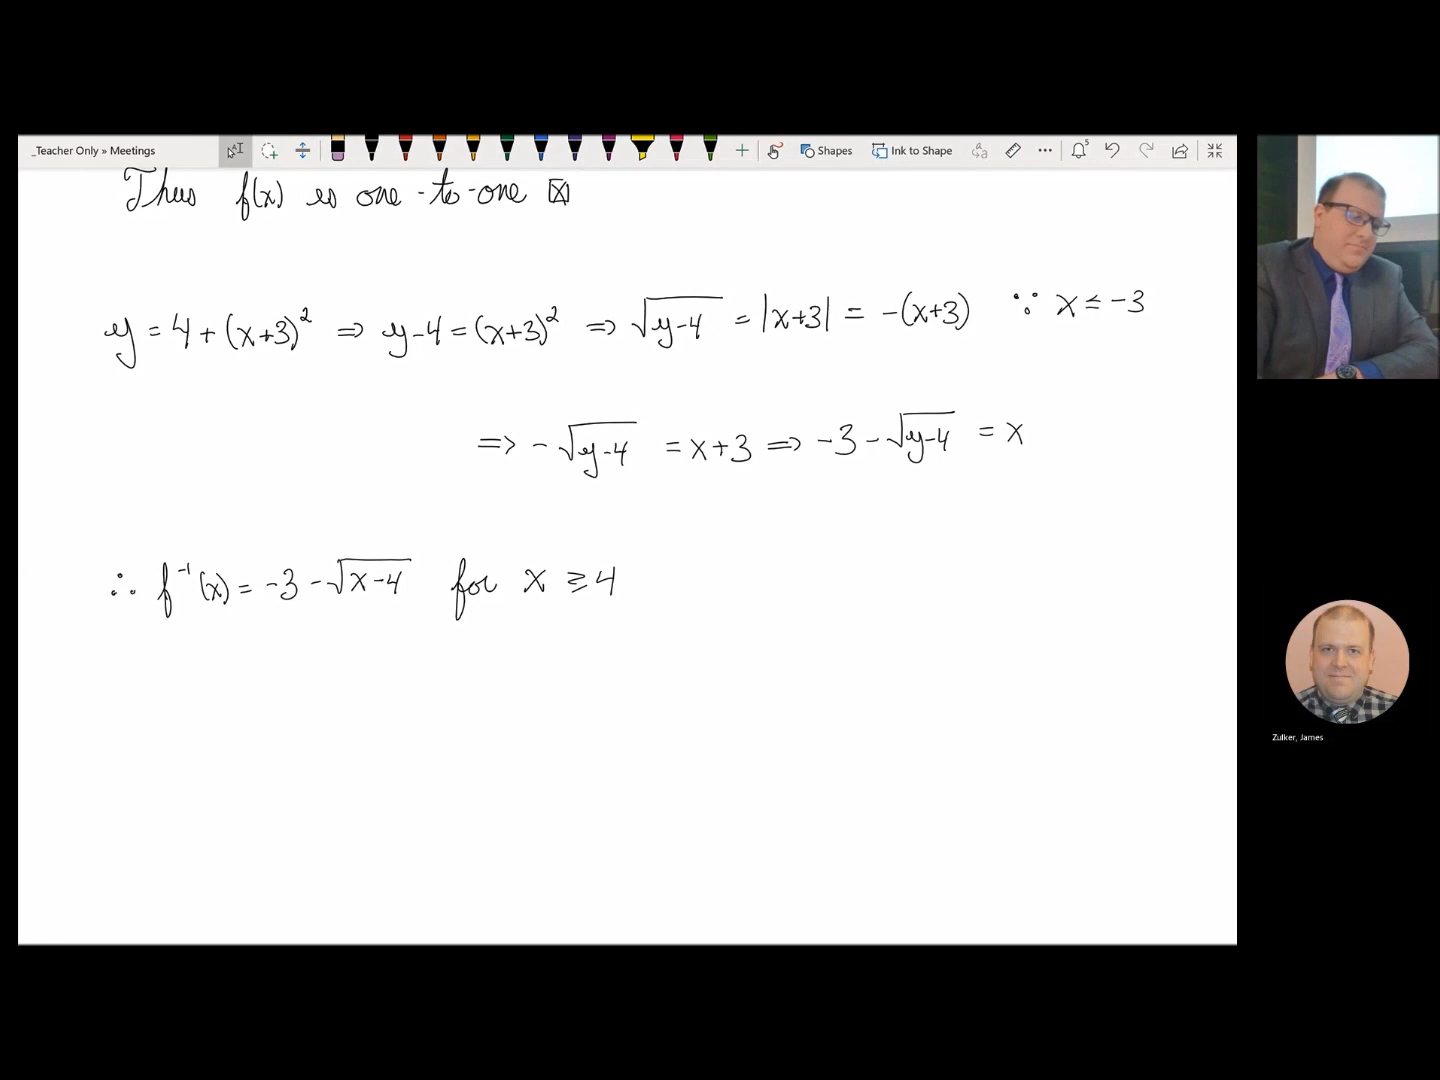 _Teacher Only » Meetings Shapes Ink to Shape 5
Thus f(x) is one-to-one ☒
y = 4 + (x+3)² ⇒ y-4 = (x+3)² ⇒ √(y-4) = |x+3| = -(x+3) ∵ x ≤ -3
⇒ -√(y-4) = x+3 ⇒ -3 -√(y-4) = x
∴ f⁻¹(x) = -3 -√(x-4) for x ≥ 4
Zulker, James